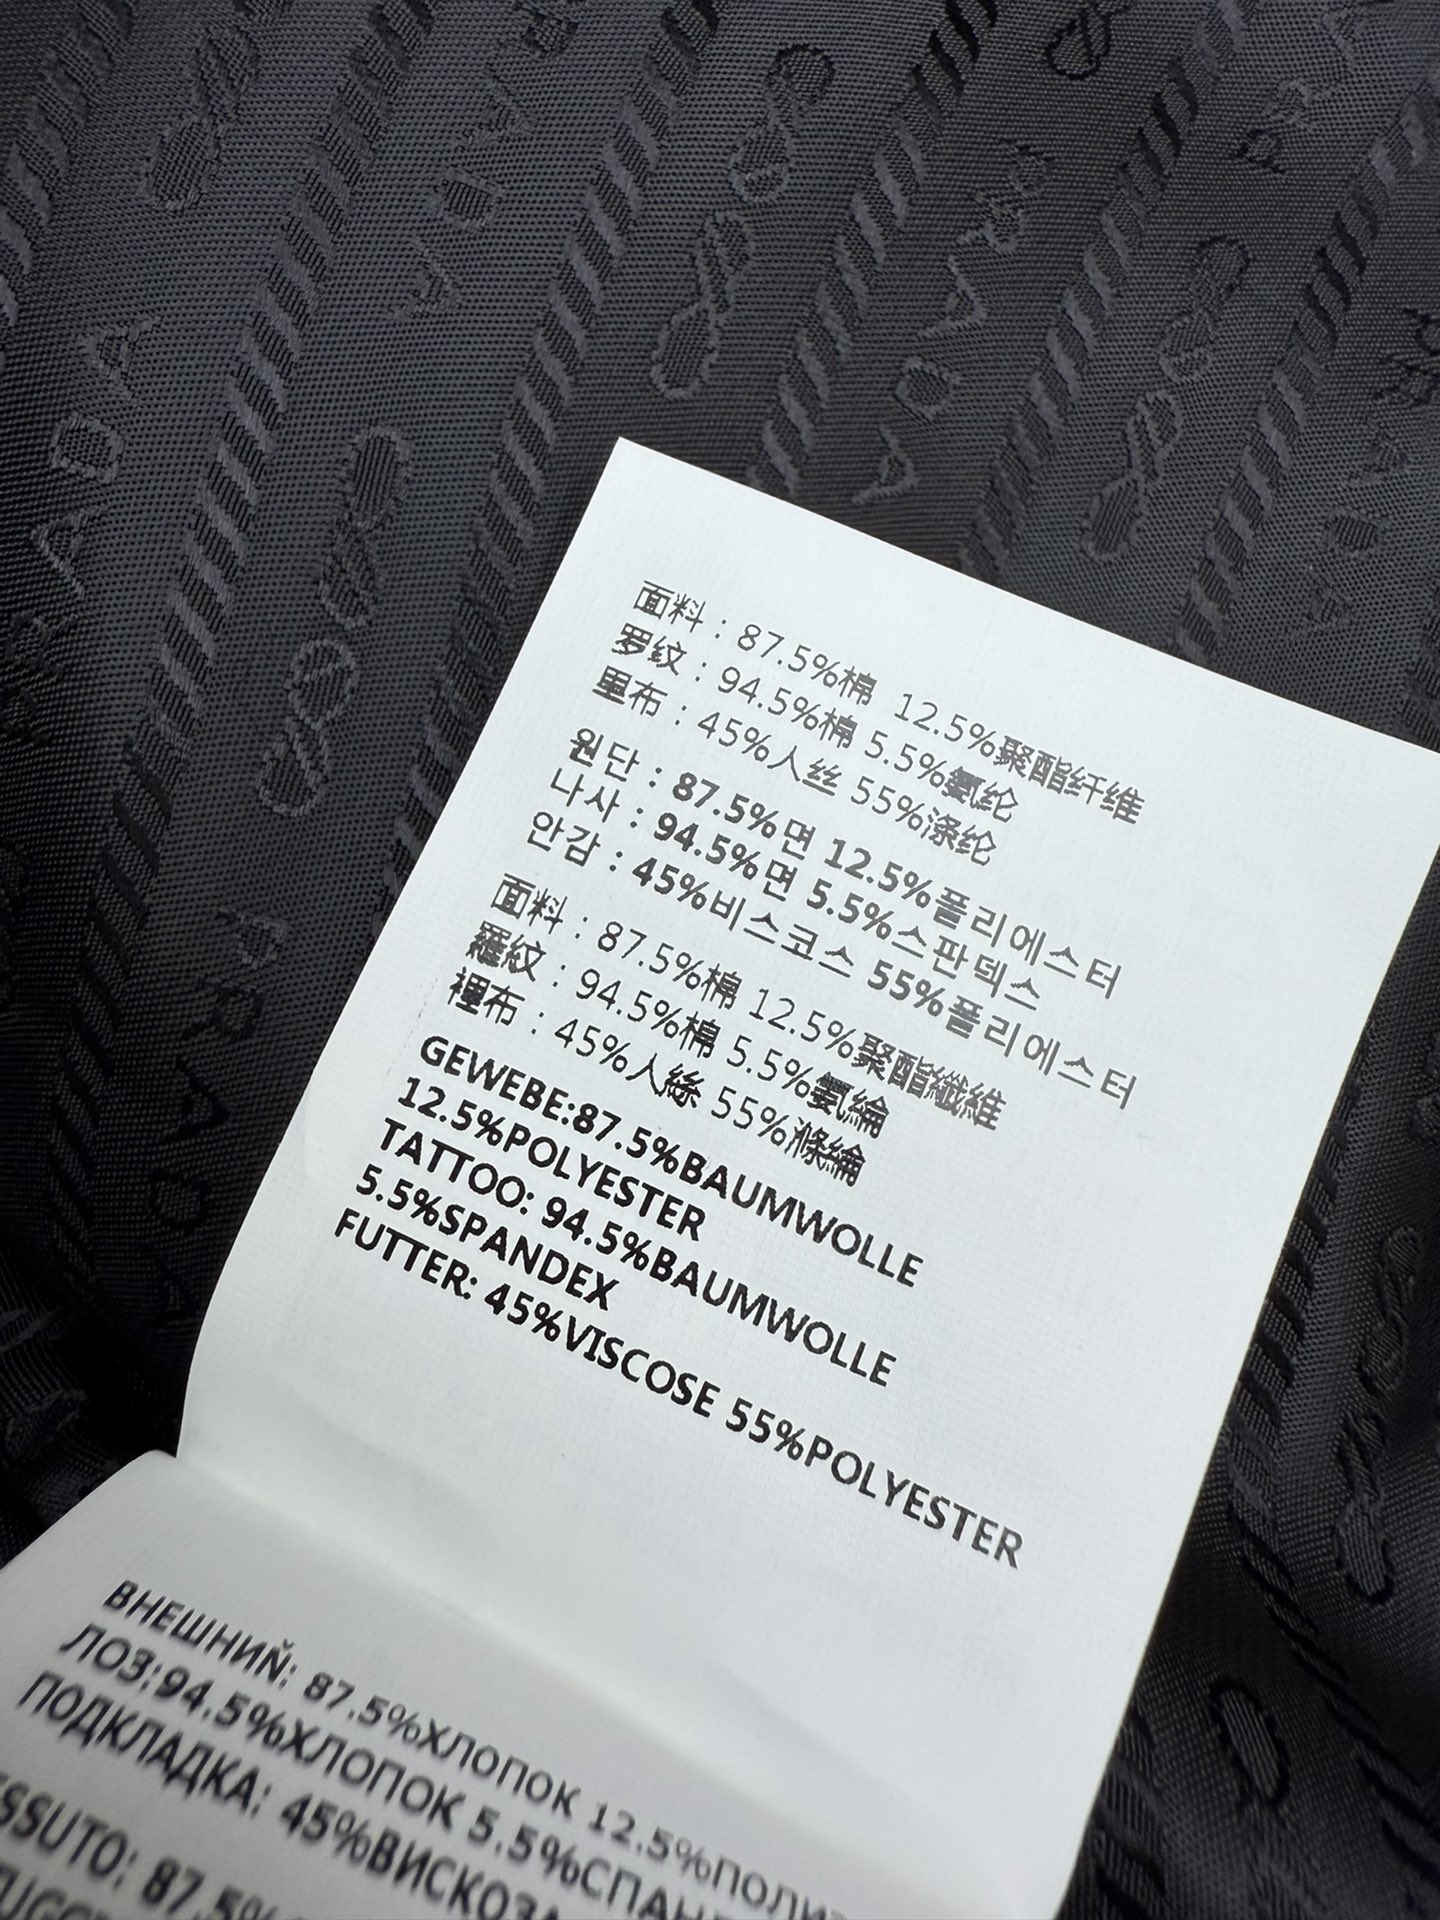 面料：87.5%棉 12.5%聚酯纤维
罗纹：94.5%棉 5.5%氨纶
里布：45%人丝 55%涤纶
원단：87.5%면 12.5%폴리에스터
나사：94.5%면 5.5%스판덱스
안감：45%비스코스 55%폴리에스터
面料：87.5%棉 12.5%聚酯纖維
羅紋：94.5%棉 5.5%氨綸
裡布：45%人絲 55%滌綸
GEWEBE:87.5%BAUMWOLLE
12.5%POLYESTER
TATTOO: 94.5%BAUMWOLLE
5.5%SPANDEX
FUTTER: 45%VISCOSE 55%POLYESTER
ВНЕШНИЙ: 87.5%ХЛОПОК
ЛОЗ:94.5%ХЛОПОК
ПОДКЛАДКА: 45%ВИСКОЗА